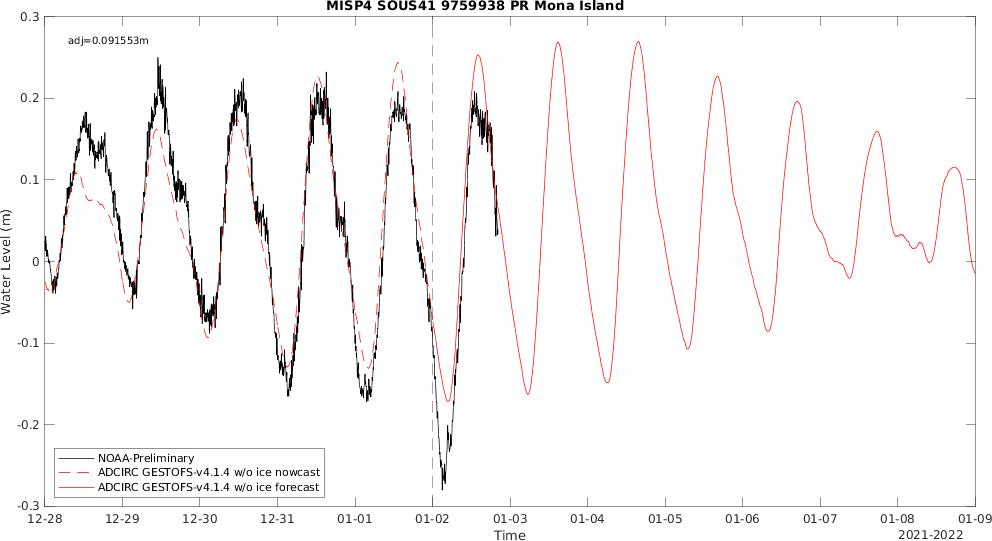 MISP4 SOUS41 9759938 PR Mona Island
adj=0.091553m
0.3
0.2
0.1
0
-0.1
-0.2
-0.3
Water Level (m)
NOAA-Preliminary
ADCIRC GESTOFS-v4.1.4 w/o ice nowcast
ADCIRC GESTOFS-v4.1.4 w/o ice forecast
12-28 12-29 12-30 12-31 01-01 01-02 01-03 01-04 01-05 01-06 01-07 01-08 01-09
Time
2021-2022